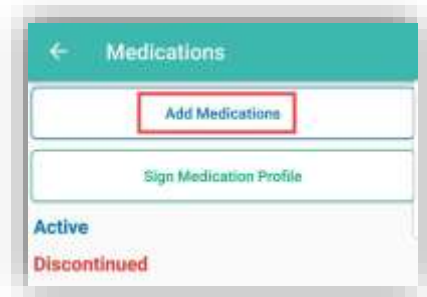 Medications
Add Medications
Sign Medication Profile
Active
Discontinued